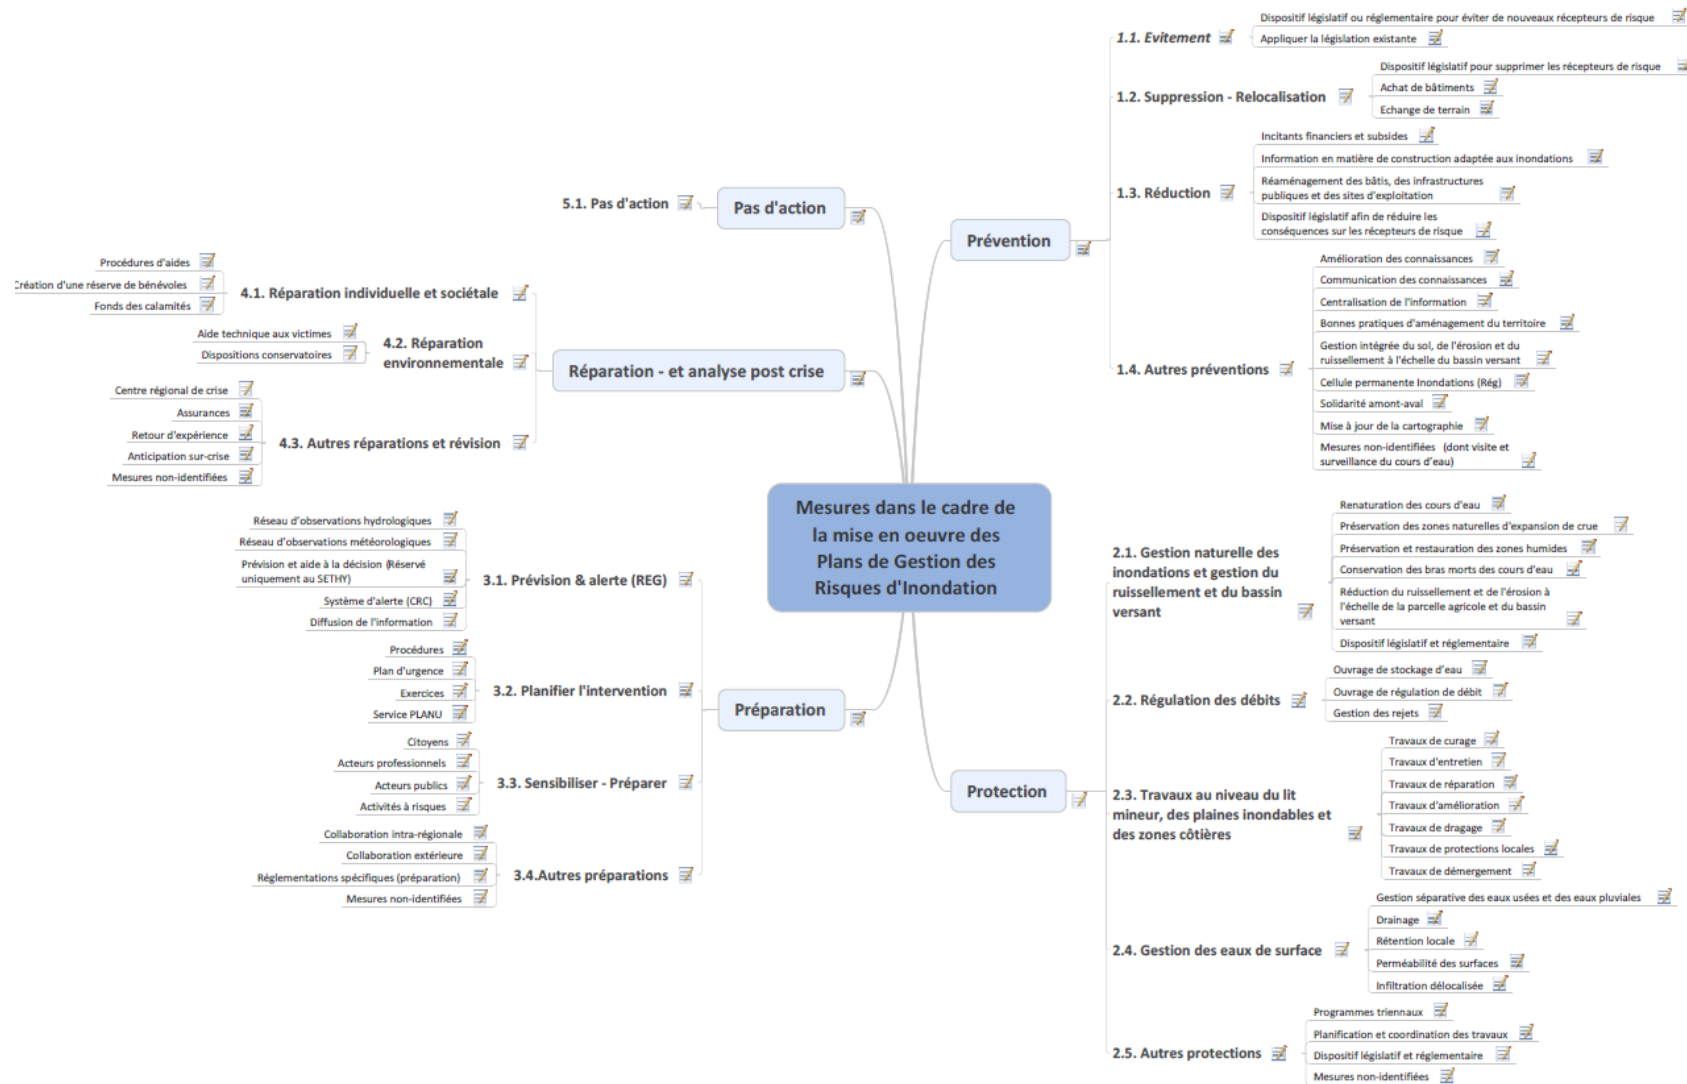 Mesures dans le cadre de
la mise en oeuvre des
Plans de Gestion des
Risques d'Inondation
Prévention
1.1. Evitement
Dispositif législatif ou réglementaire pour éviter de nouveaux récepteurs de risque
Appliquer la législation existante
1.2. Suppression - Relocalisation
Dispositif législatif pour supprimer les récepteurs de risque
Achat de bâtiments
Echange de terrain
1.3. Réduction
Incitants financiers et subsides
Information en matière de construction adaptée aux inondations
Réaménagement des bâtis, des infrastructures
publiques et des sites d'exploitation
Dispositif législatif afin de réduire les
conséquences sur les récepteurs de risque
1.4. Autres préventions
Amélioration des connaissances
Communication des connaissances
Centralisation de l'information
Bonnes pratiques d'aménagement du territoire
Gestion intégrée du sol, de l'érosion et du
ruissellement à l'échelle du bassin versant
Cellule permanente Inondations (Rég)
Solidarité amont-aval
Mise à jour de la cartographie
Mesures non-identifiées (dont visite et
surveillance du cours d'eau)
Protection
2.1. Gestion naturelle des
inondations et gestion du
ruissellement et du bassin
versant
Renaturation des cours d'eau
Préservation des zones naturelles d'expansion de crue
Préservation et restauration des zones humides
Conservation des bras morts des cours d'eau
Réduction du ruissellement et de l'érosion à
l'échelle de la parcelle agricole et du bassin
versant
Dispositif législatif et réglementaire
2.2. Régulation des débits
Ouvrage de stockage d'eau
Ouvrage de régulation de débit
Gestion des rejets
2.3. Travaux au niveau du lit
mineur, des plaines inondables et
des zones côtières
Travaux de curage
Travaux d'entretien
Travaux de réparation
Travaux d'amélioration
Travaux de dragage
Travaux de protections locales
Travaux de démergement
2.4. Gestion des eaux de surface
Gestion séparative des eaux usées et des eaux pluviales
Drainage
Rétention locale
Perméabilité des surfaces
Infiltration délocalisée
2.5. Autres protections
Programmes triennaux
Planification et coordination des travaux
Dispositif législatif et réglementaire
Mesures non-identifiées
Pas d'action
5.1. Pas d'action
Réparation - et analyse post crise
4.1. Réparation individuelle et sociétale
Procédures d'aides
Création d'une réserve de bénévoles
Fonds des calamités
4.2. Réparation
environnementale
Aide technique aux victimes
Dispositions conservatoires
4.3. Autres réparations et révision
Centre régional de crise
Assurances
Retour d'expérience
Anticipation sur-crise
Mesures non-identifiées
Préparation
3.1. Prévision & alerte (REG)
Réseau d'observations hydrologiques
Réseau d'observations météorologiques
Prévision et aide à la décision (Réservé
uniquement au SETHY)
Système d'alerte (CRC)
Diffusion de l'information
3.2. Planifier l'intervention
Procédures
Plan d'urgence
Exercices
Service PLANU
3.3. Sensibiliser - Préparer
Citoyens
Acteurs professionnels
Acteurs publics
Activités à risques
3.4.Autres préparations
Collaboration intra-régionale
Collaboration extérieure
Réglementations spécifiques (préparation)
Mesures non-identifiées